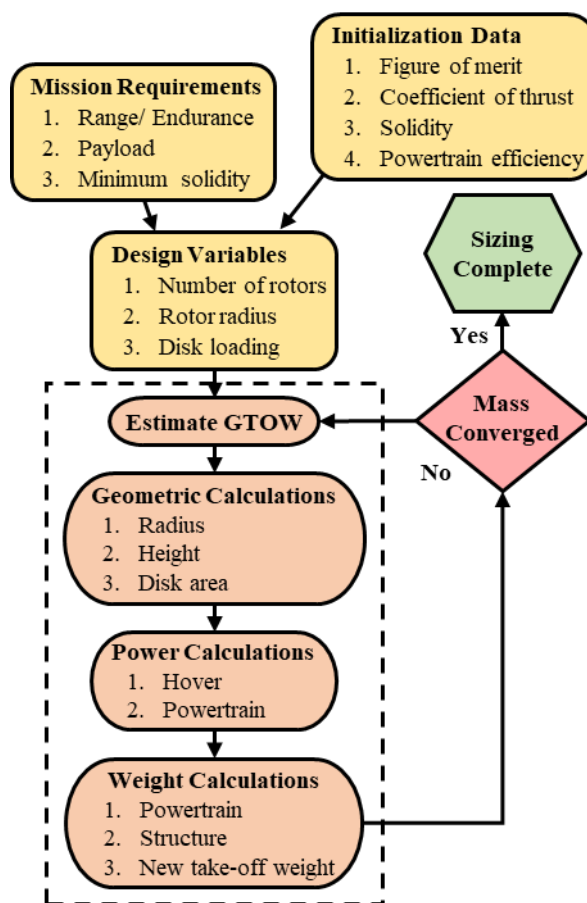 Initialization Data
1. Figure of merit
2. Coefficient of thrust
3. Solidity
4. Powertrain efficiency
Mission Requirements
1. Range/ Endurance
2. Payload
3. Minimum solidity
Design Variables
1. Number of rotors
2. Rotor radius
3. Disk loading
Sizing
Complete
Yes
Mass
Converged
No
Estimate GTOW
Geometric Calculations
1. Radius
2. Height
3. Disk area
Power Calculations
1. Hover
2. Powertrain
Weight Calculations
1. Powertrain
2. Structure
3. New take-off weight